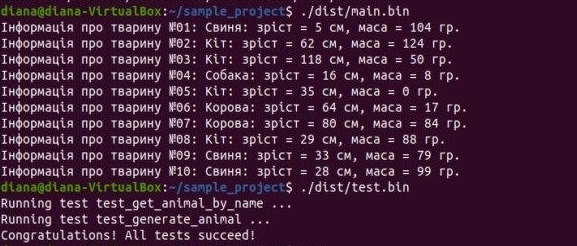 diana@diana-VirtualBox:~/sample_project$ ./dist/main.bin
Інформація про тварину №01: Свиня: зріст = 5 см, маса = 104 гр.
Інформація про тварину №02: Кіт: зріст = 62 см, маса = 124 гр.
Інформація про тварину №03: Кіт: зріст = 118 см, маса = 50 гр.
Інформація про тварину №04: Собака: зріст = 16 см, маса = 8 гр.
Інформація про тварину №05: Кіт: зріст = 35 см, маса = 0 гр.
Інформація про тварину №06: Корова: зріст = 64 см, маса = 17 гр.
Інформація про тварину №07: Корова: зріст = 80 см, маса = 84 гр.
Інформація про тварину №08: Кіт: зріст = 29 см, маса = 88 гр.
Інформація про тварину №09: Свиня: зріст = 33 см, маса = 79 гр.
Інформація про тварину №10: Свиня: зріст = 28 см, маса = 99 гр.
diana@diana-VirtualBox:~/sample_project$ ./dist/test.bin
Running test test_get_animal_by_name ...
Running test test_generate_animal ...
Congratulations! All tests succeed!